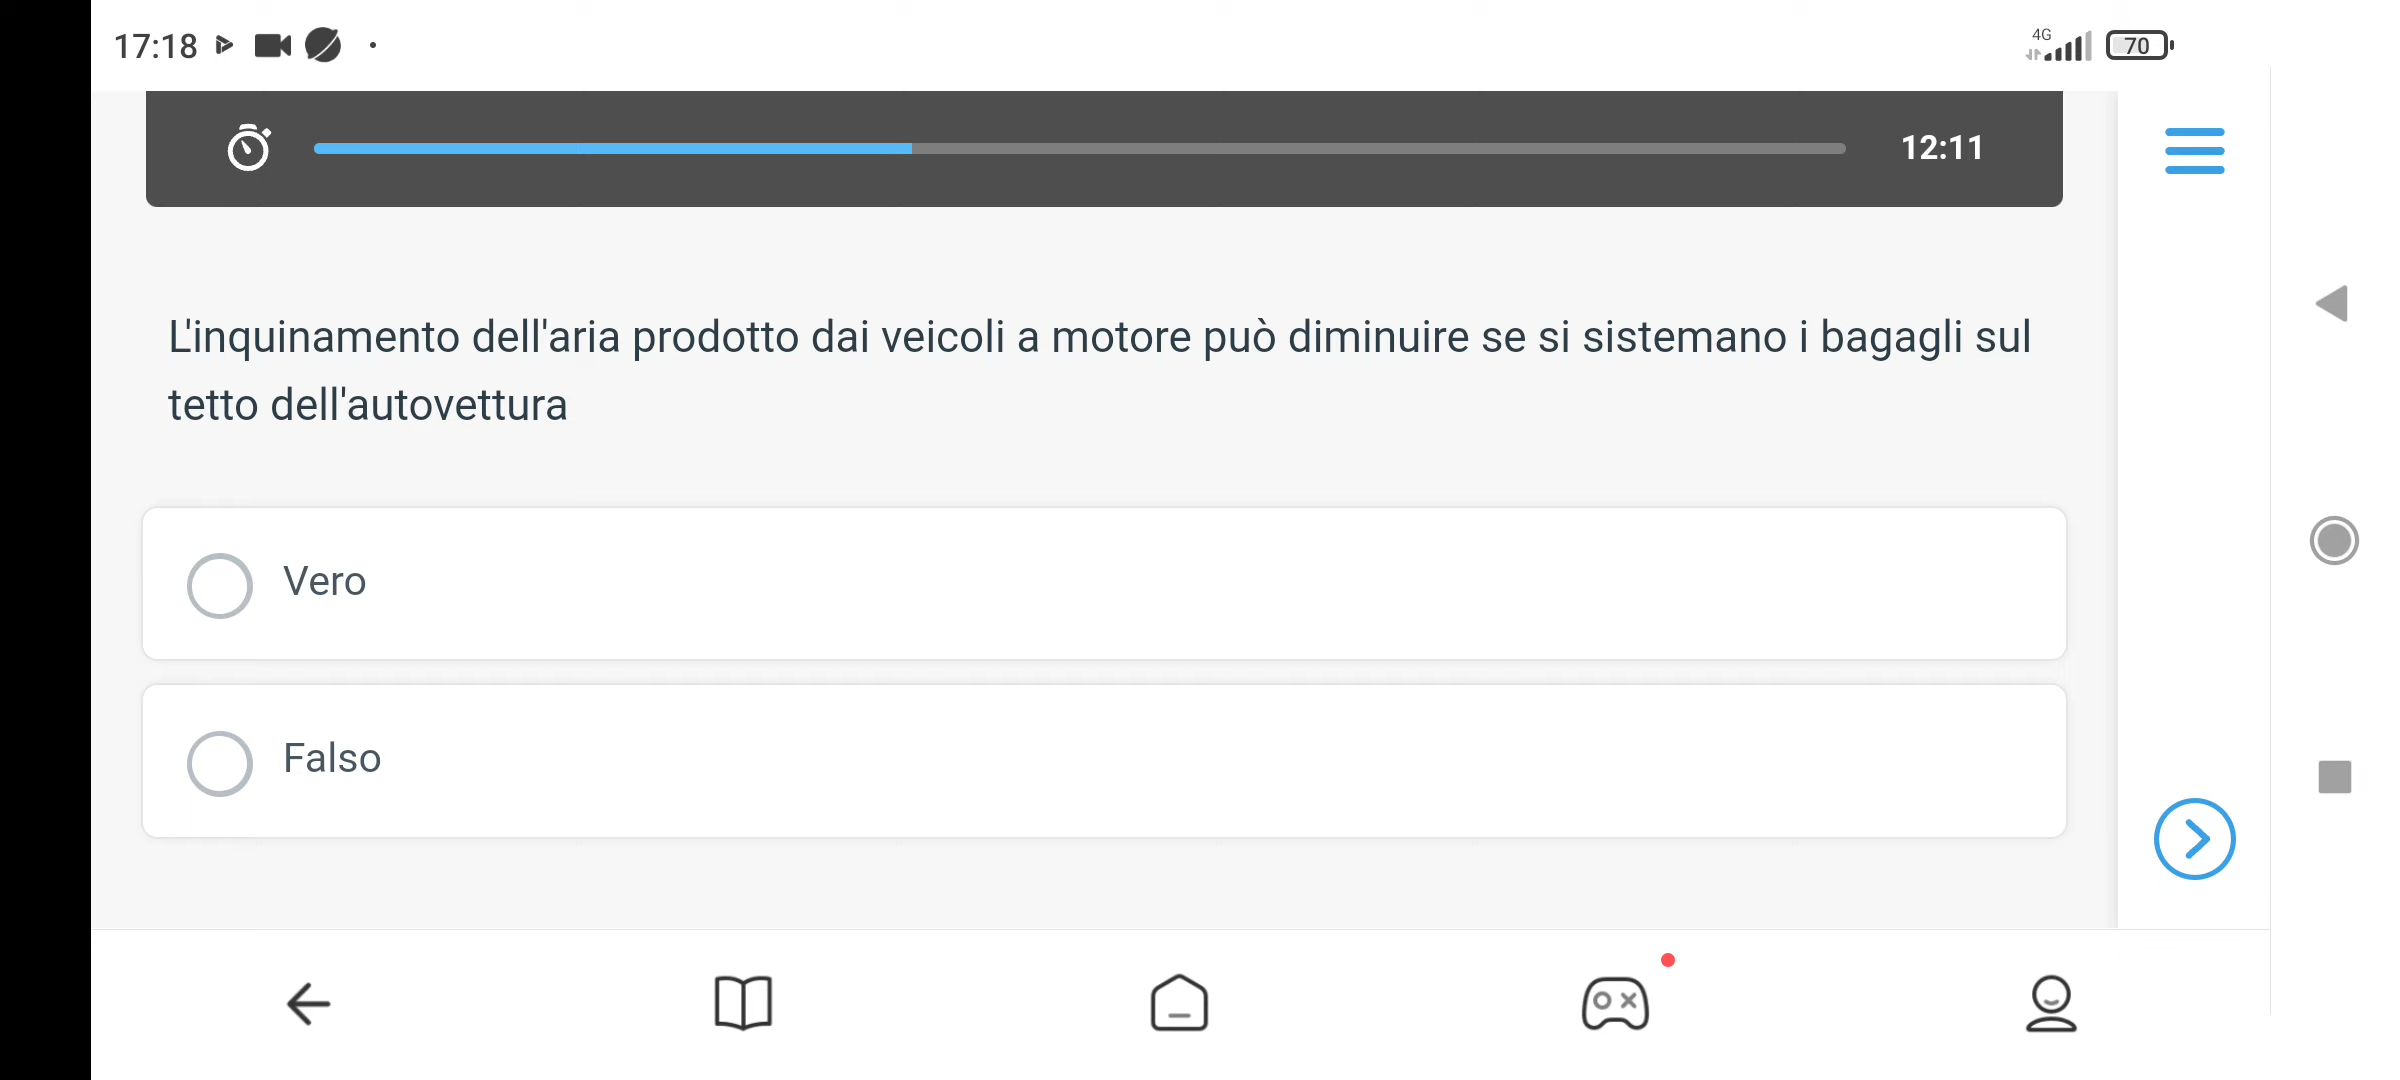 17:18
4G
70
12:11
L'inquinamento dell'aria prodotto dai veicoli a motore può diminuire se si sistemano i bagagli sul
tetto dell'autovettura
Vero
Falso